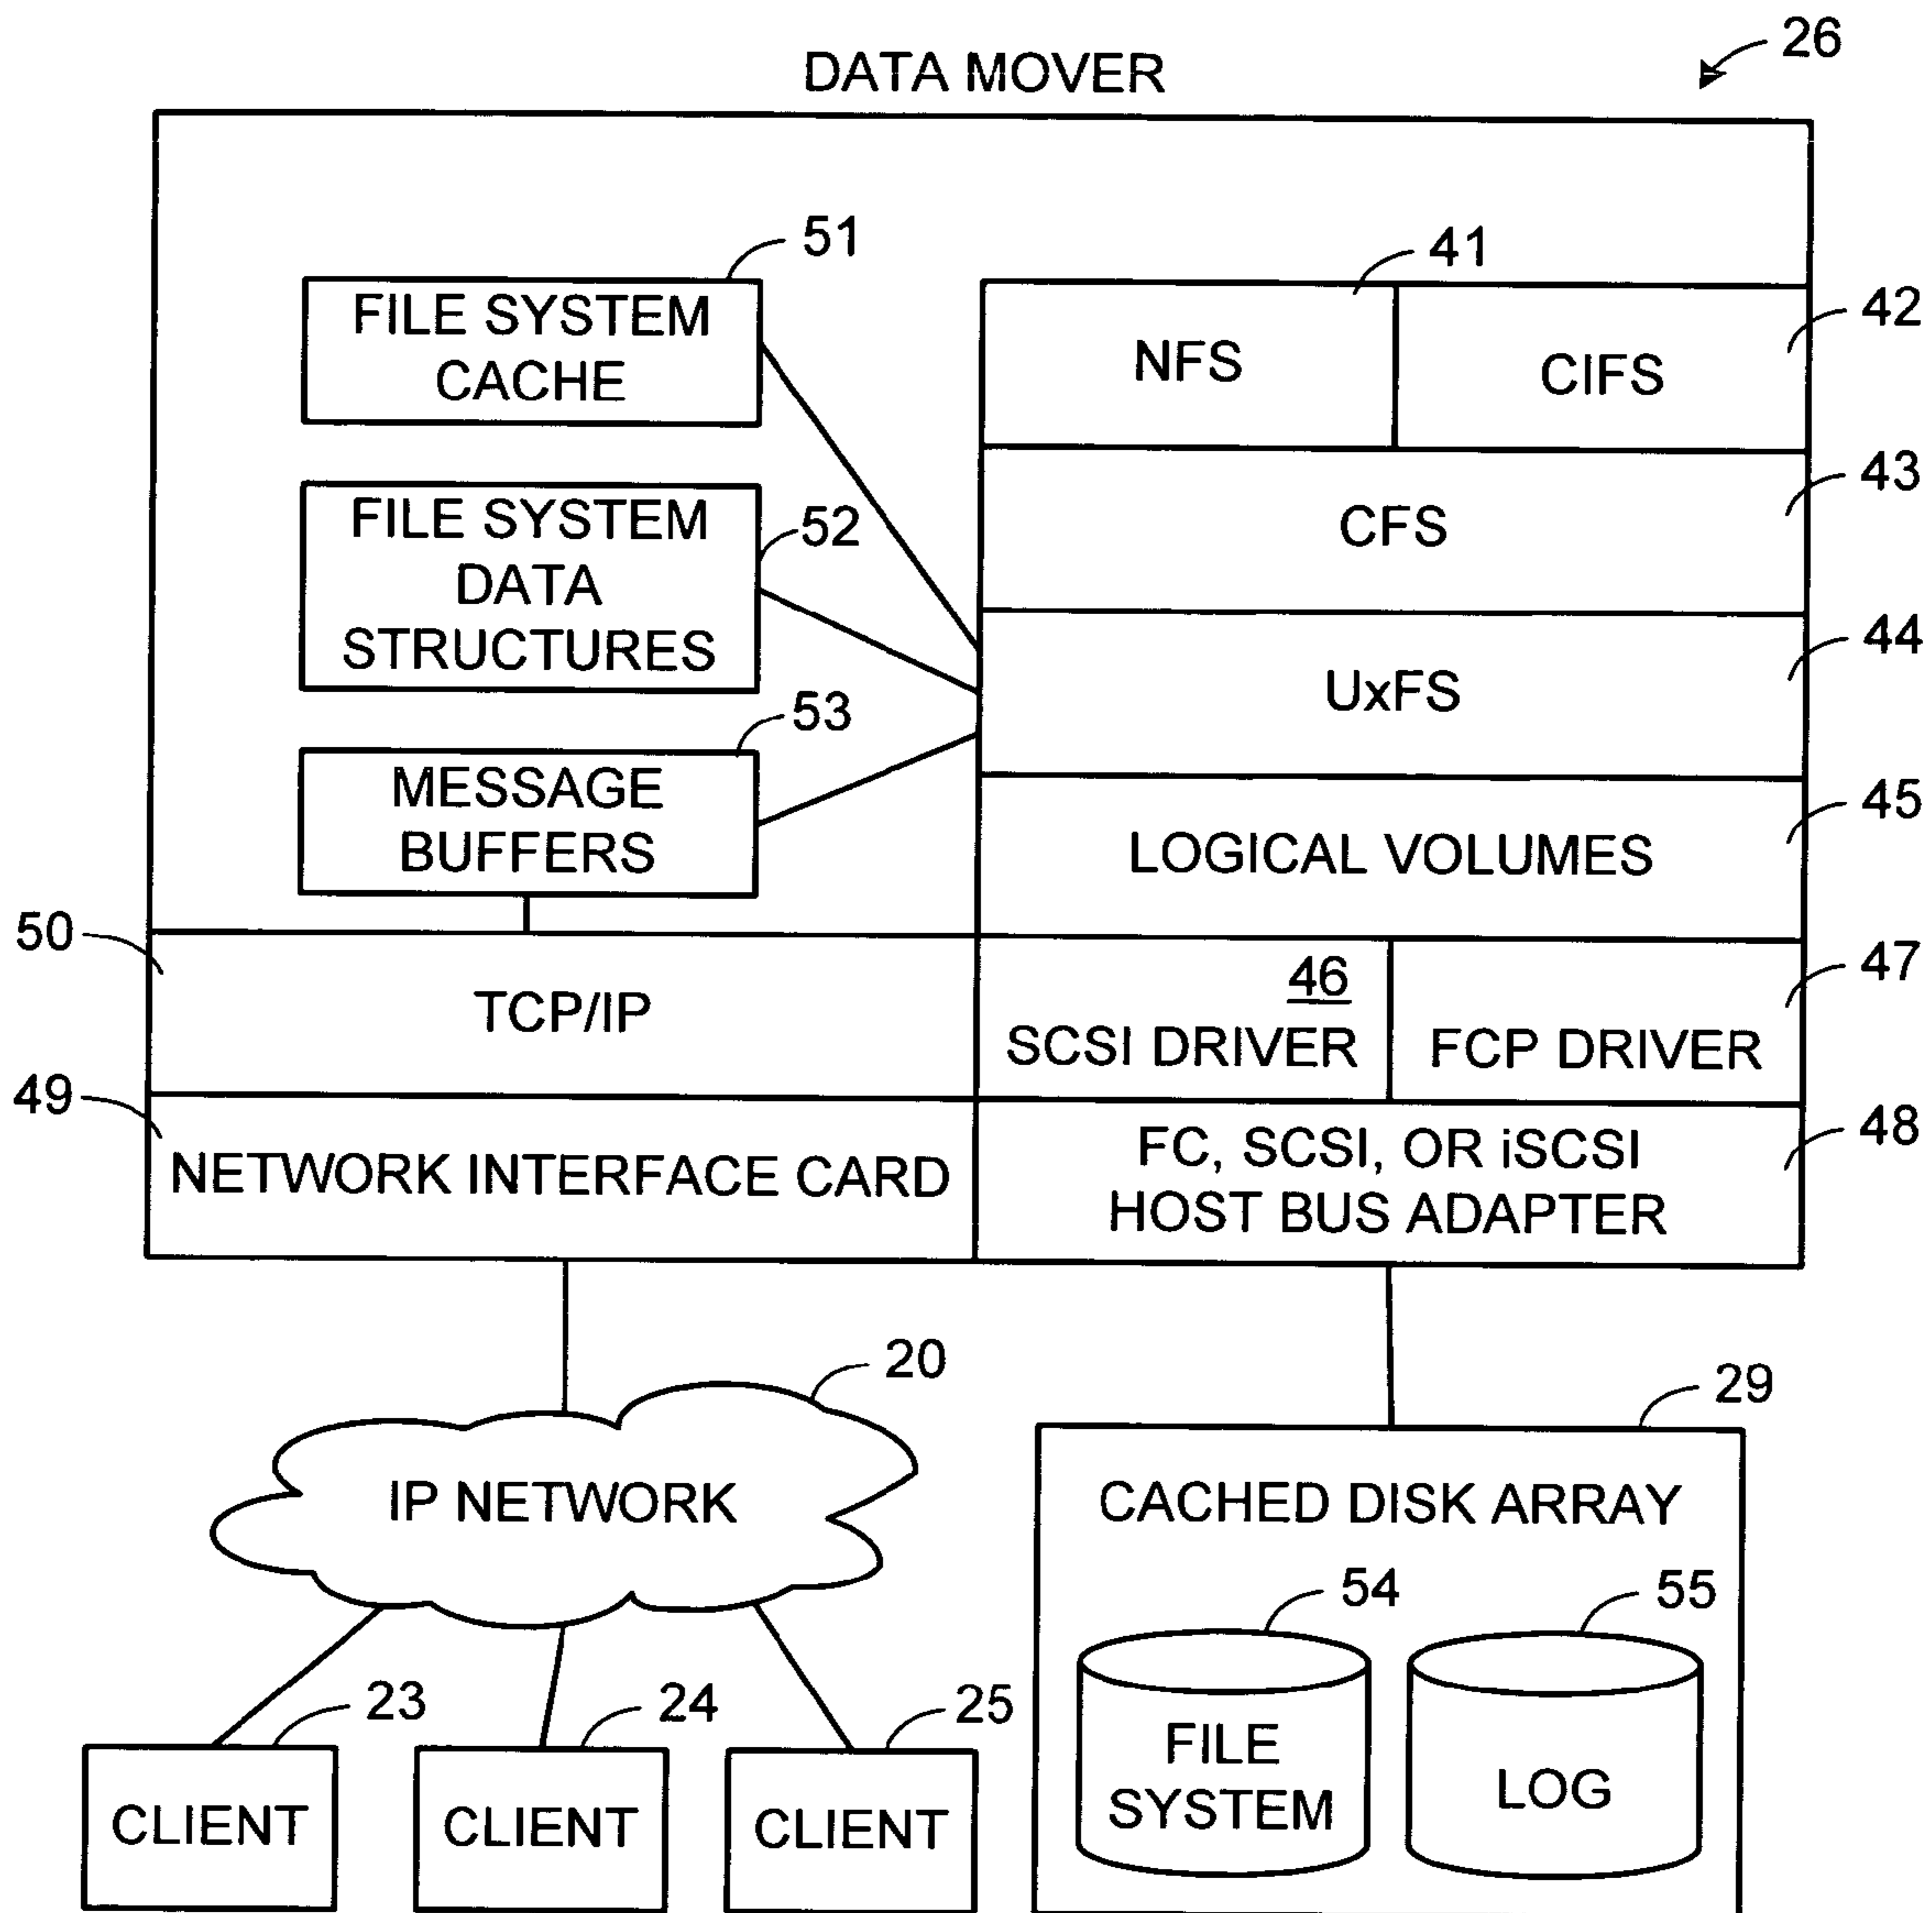 26
DATA MOVER
51
41
FILE SYSTEM
CACHE
NFS
CIFS
42
43
FILE SYSTEM
DATA
STRUCTURES
52
CFS
44
UxFS
53
MESSAGE
BUFFERS
45
LOGICAL VOLUMES
50
TCP/IP
46
SCSI DRIVER
FCP DRIVER
47
49
NETWORK INTERFACE CARD
FC, SCSI, OR iSCSI
HOST BUS ADAPTER
48
20
IP NETWORK
29
CACHED DISK ARRAY
54
55
FILE
SYSTEM
LOG
23
24
25
CLIENT
CLIENT
CLIENT